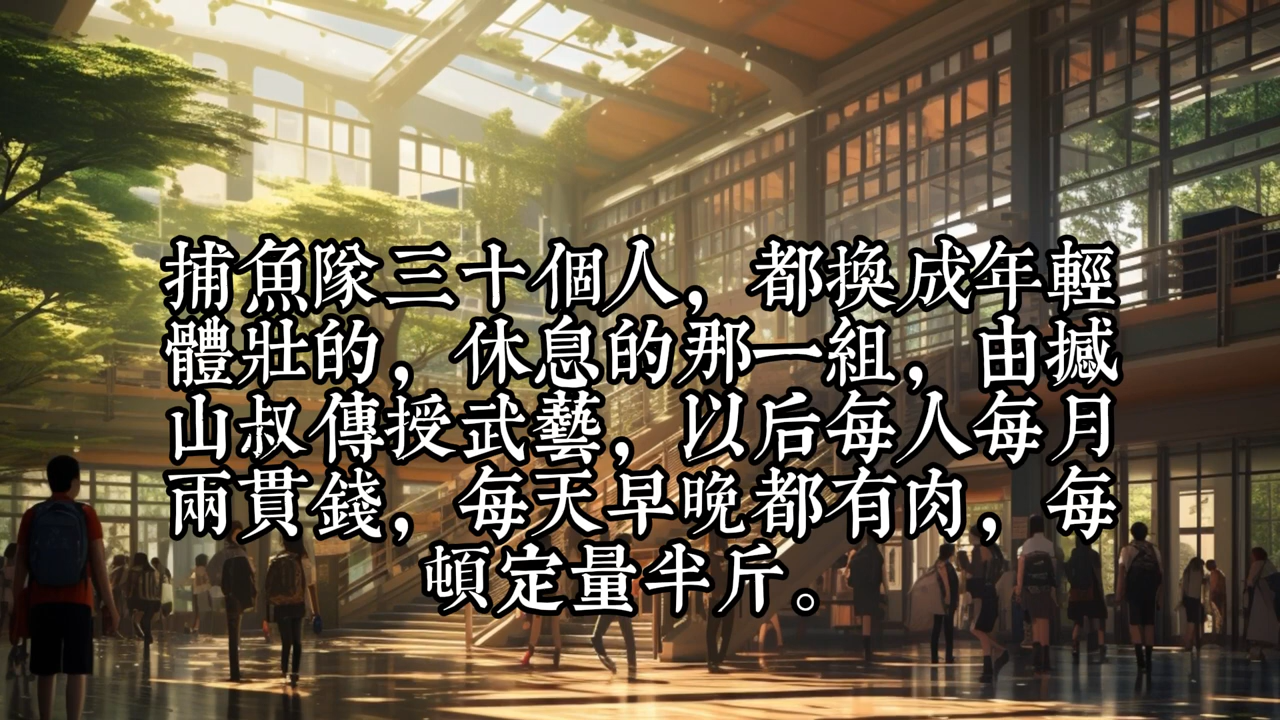 捕魚隊三十個人，都換成年輕
體壯的，休息的那一組，由撼
山叔傳授武藝，以后每人每月
兩貫錢，每天早晚都有肉，每
頓定量半斤。